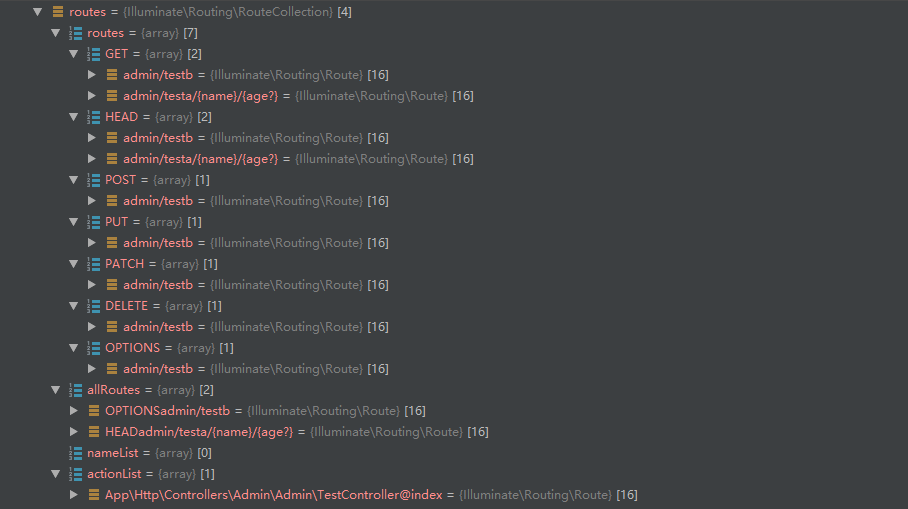 routes = {Illuminate\Routing\RouteCollection} [4]
routes = {array} [7]
GET = {array} [2]
admin/testb = {Illuminate\Routing\Route} [16]
admin/testa/{name}/{age?} = {Illuminate\Routing\Route} [16]
HEAD = {array} [2]
admin/testb = {Illuminate\Routing\Route} [16]
admin/testa/{name}/{age?} = {Illuminate\Routing\Route} [16]
POST = {array} [1]
admin/testb = {Illuminate\Routing\Route} [16]
PUT = {array} [1]
admin/testb = {Illuminate\Routing\Route} [16]
PATCH = {array} [1]
admin/testb = {Illuminate\Routing\Route} [16]
DELETE = {array} [1]
admin/testb = {Illuminate\Routing\Route} [16]
OPTIONS = {array} [1]
admin/testb = {Illuminate\Routing\Route} [16]
allRoutes = {array} [2]
OPTIONSadmin/testb = {Illuminate\Routing\Route} [16]
HEADadmin/testa/{name}/{age?} = {Illuminate\Routing\Route} [16]
nameList = {array} [0]
actionList = {array} [1]
App\Http\Controllers\Admin\Admin\TestController@index = {Illuminate\Routing\Route} [16]